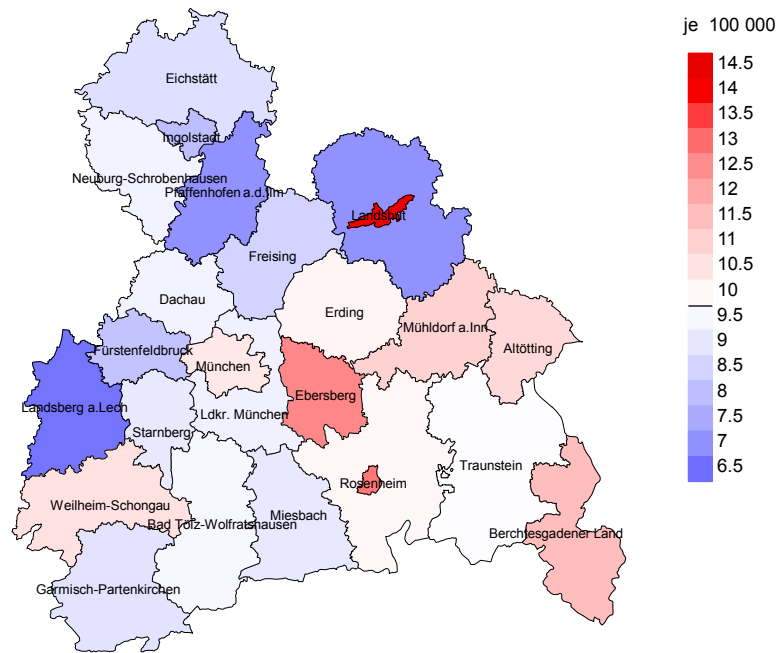 je 100 000
14.5
14
13.5
13
12.5
12
11.5
11
10.5
10
9.5
9
8.5
8
7.5
7
6.5
Eichstätt
Ingolstadt
Neuburg-Schrobenhausen
Pfaffenhofen a.d.Ilm
Landshut
Freising
Dachau
Erding
Mühldorf a.Inn
Altötting
Fürstenfeldbruck
München
Ebersberg
Landsberg a.Lech
Ldkr. München
Starnberg
Traunstein
Rosenheim
Weilheim-Schongau
Miesbach
Bad Tölz-Wolfratshausen
Berchtesgadener Land
Garmisch-Partenkirchen